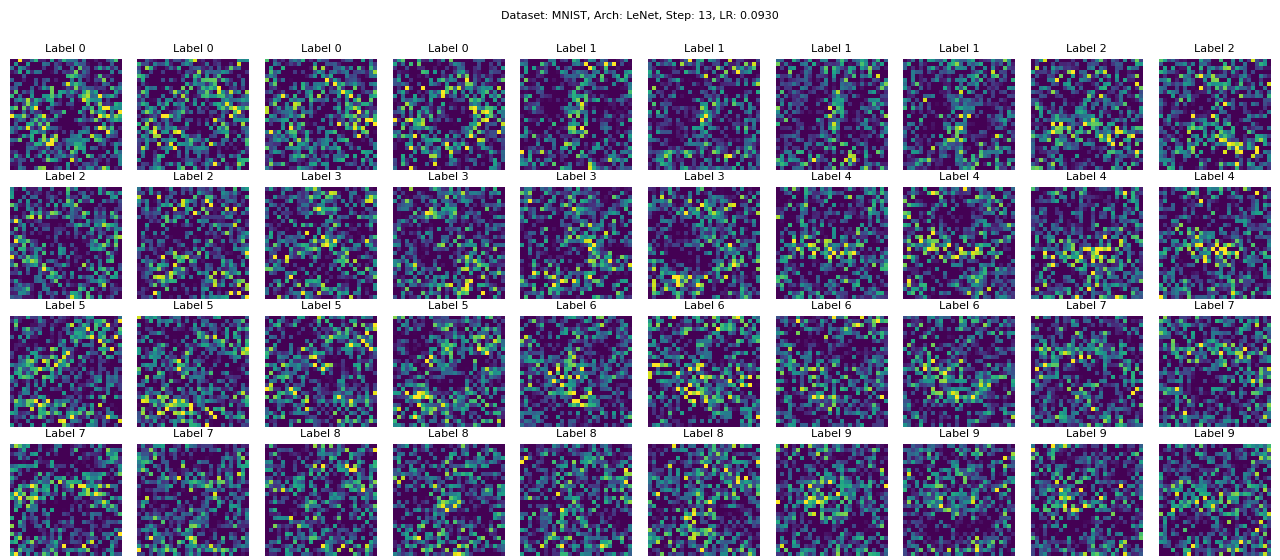 Dataset: MNIST, Arch: LeNet, Step: 13, LR: 0.0930
Label 0 Label 0 Label 0 Label 0 Label 1 Label 1 Label 1 Label 1 Label 2 Label 2
Label 2 Label 2 Label 3 Label 3 Label 3 Label 3 Label 4 Label 4 Label 4 Label 4
Label 5 Label 5 Label 5 Label 5 Label 6 Label 6 Label 6 Label 6 Label 7 Label 7
Label 7 Label 7 Label 8 Label 8 Label 8 Label 8 Label 9 Label 9 Label 9 Label 9